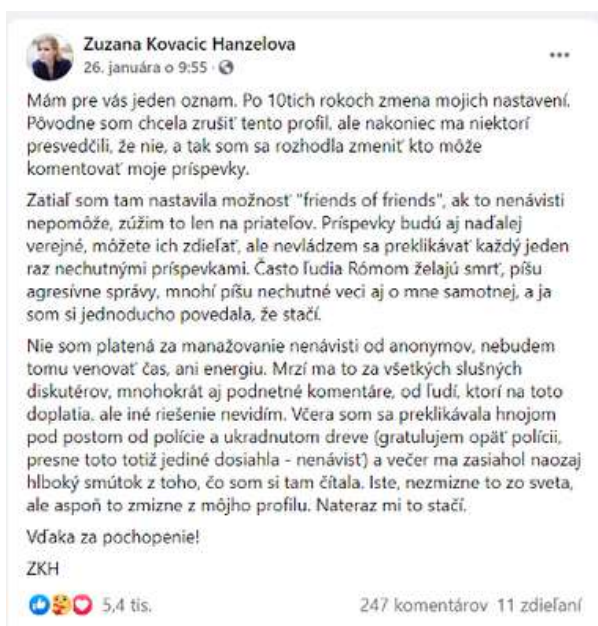 Zuzana Kovacic Hanzelova
26. januára o 9:55 ·
Mám pre vás jeden oznam. Po 10tich rokoch zmena mojich nastavení.
Pôvodne som chcela zrušiť tento profil, ale nakoniec ma niektorí
presvedčili, že nie, a tak som sa rozhodla zmeniť kto môže
komentovať moje príspevky.
Zatiaľ som tam nastavila možnosť "friends of friends", ak to nenávisti
nepomôže, zúžim to len na priateľov. Príspevky budú aj naďalej
verejné, môžete ich zdieľať, ale nevládzem sa preklikávať každý jeden
raz nechutnými príspevkami. Často ľudia Rómom želajú smrť, píšu
agresívne správy, mnohí píšu nechutné veci aj o mne samotnej, a ja
som si jednoducho povedala, že stačí.
Nie som platená za manažovanie nenávisti od anonymov, nebudem
tomu venovať čas, ani energiu. Mrzí ma to za všetkých slušných
diskutérov, mnohokrát aj podnetné komentáre, od ľudí, ktorí na toto
doplatia, ale iné riešenie nevidím. Včera som sa preklikávala hnojom
pod postom od polície a ukradnutom dreve (gratulujem opäť polícii,
presne toto totiž jediné dosiahla - nenávisť) a večer ma zasiahol naozaj
hlboký smútok z toho, čo som si tam čítala. Iste, nezmizne to zo sveta,
ale aspoň to zmizne z môjho profilu. Nateraz mi to stačí.
Vďaka za pochopenie!
ZKH
5,4 tis. 247 komentárov 11 zdieľaní